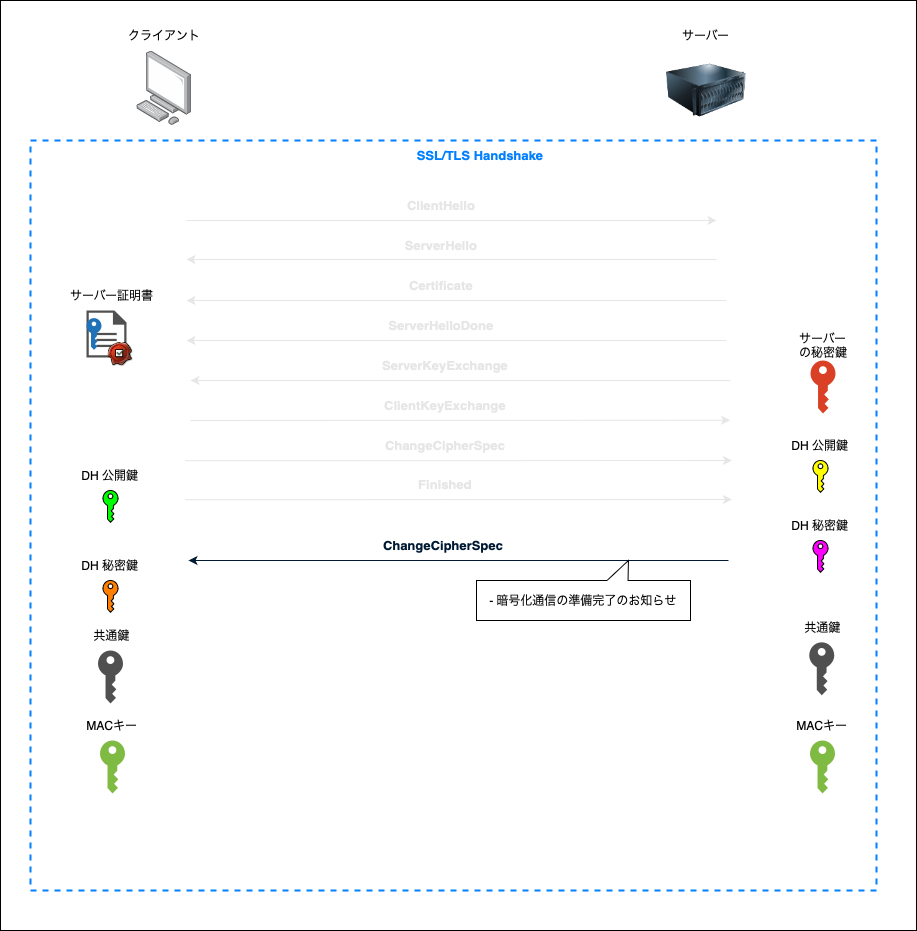 クライアント
サーバー
SSL/TLS Handshake
ClientHello
ServerHello
Certificate
サーバー証明書
ServerHelloDone
サーバー
の秘密鍵
ServerKeyExchange
ClientKeyExchange
ChangeCipherSpec
DH 公開鍵
DH 公開鍵
Finished
DH 秘密鍵
ChangeCipherSpec
DH 秘密鍵
- 暗号化通信の準備完了のお知らせ
共通鍵
共通鍵
MACキー
MACキー